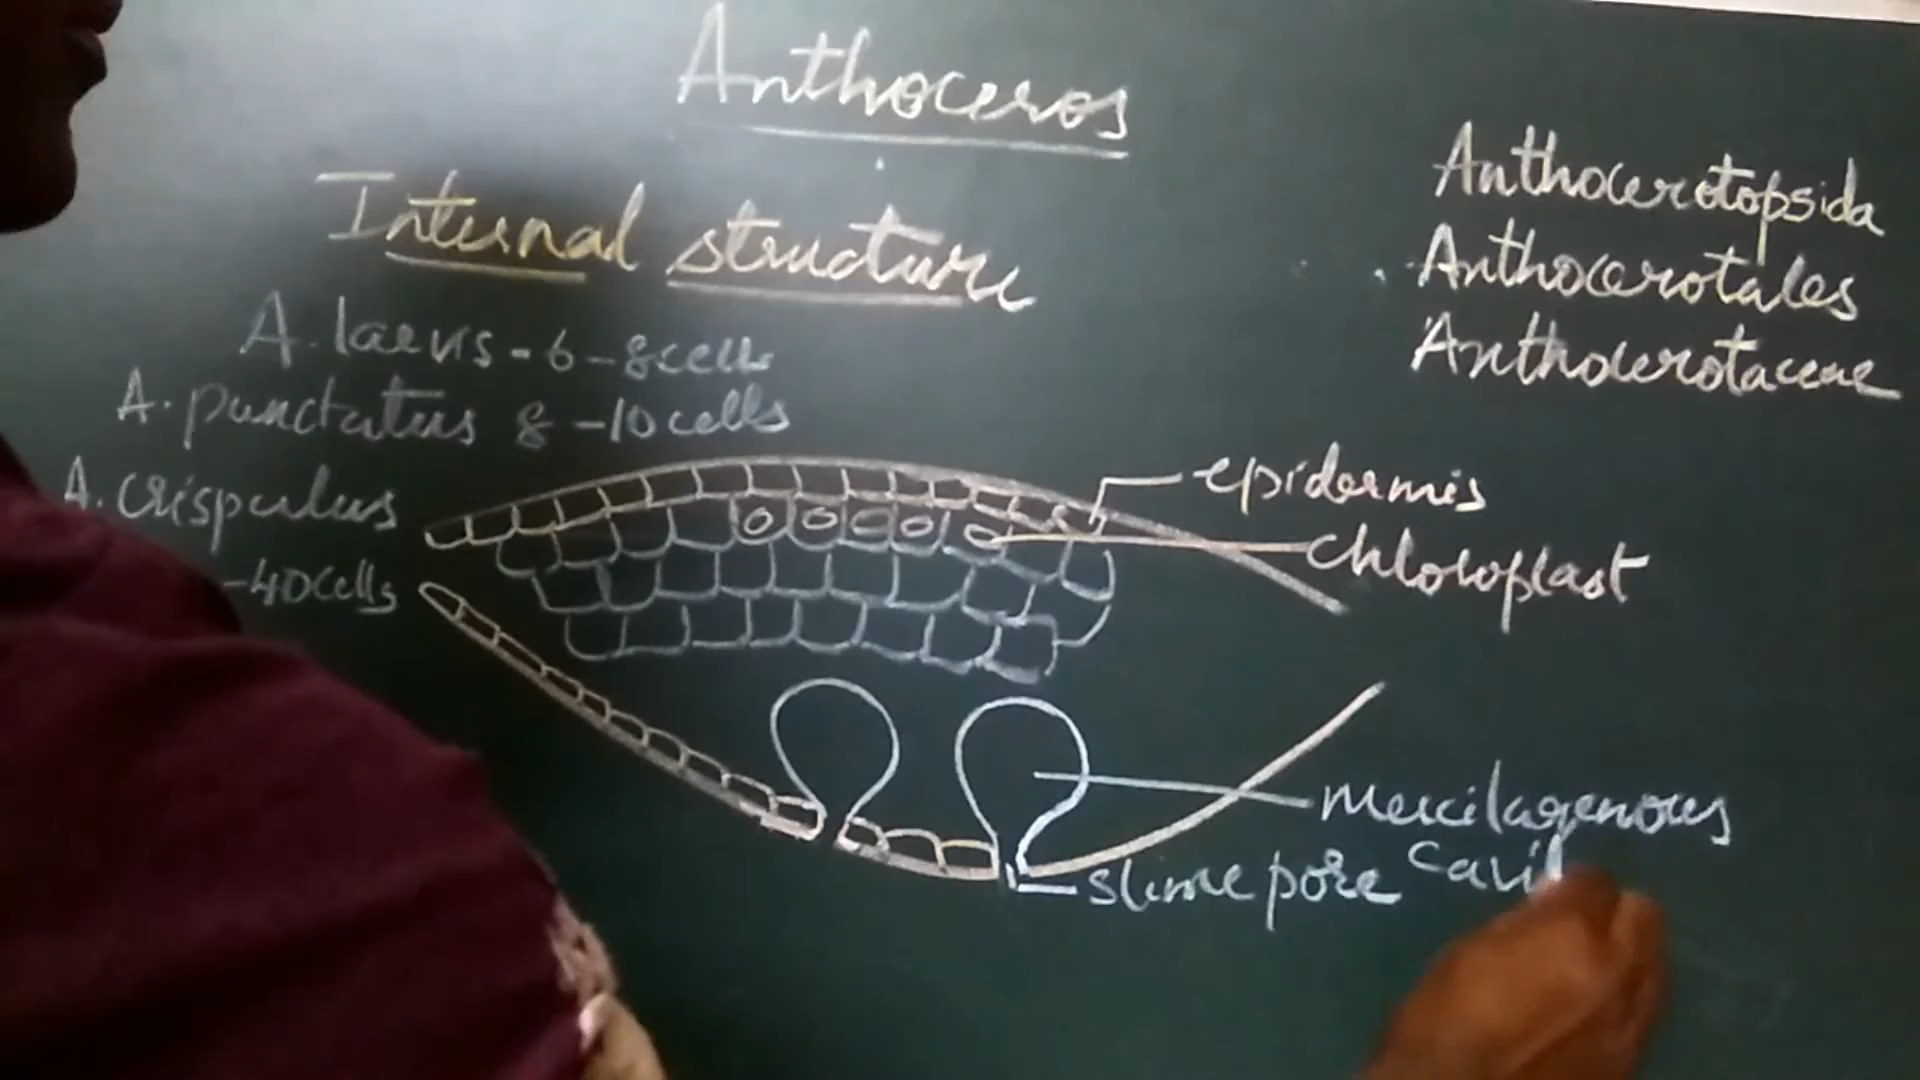 Anthoceros
Internal structure
A. laevis - 6 - 8 cells
A. punctatus 8 - 10 cells
A. crispulus
- 40 cells
Anthocerotopsida
Anthocerotales
Anthocerotaceae
epidermis
chloroplast
mucilagenous
cavit
slime pore